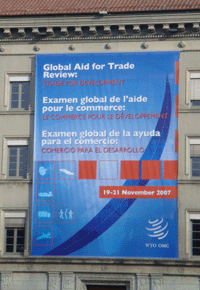 Global Aid for Trade
Review:
TRADE FOR DEVELOPMENT
Examen global de l'aide
pour le commerce:
LE COMMERCE POUR LE DÉVELOPPEMENT
Examen global de la ayuda
para el comercio:
COMERCIO PARA EL DESARROLLO
19-21 November 2007
WTO OMC